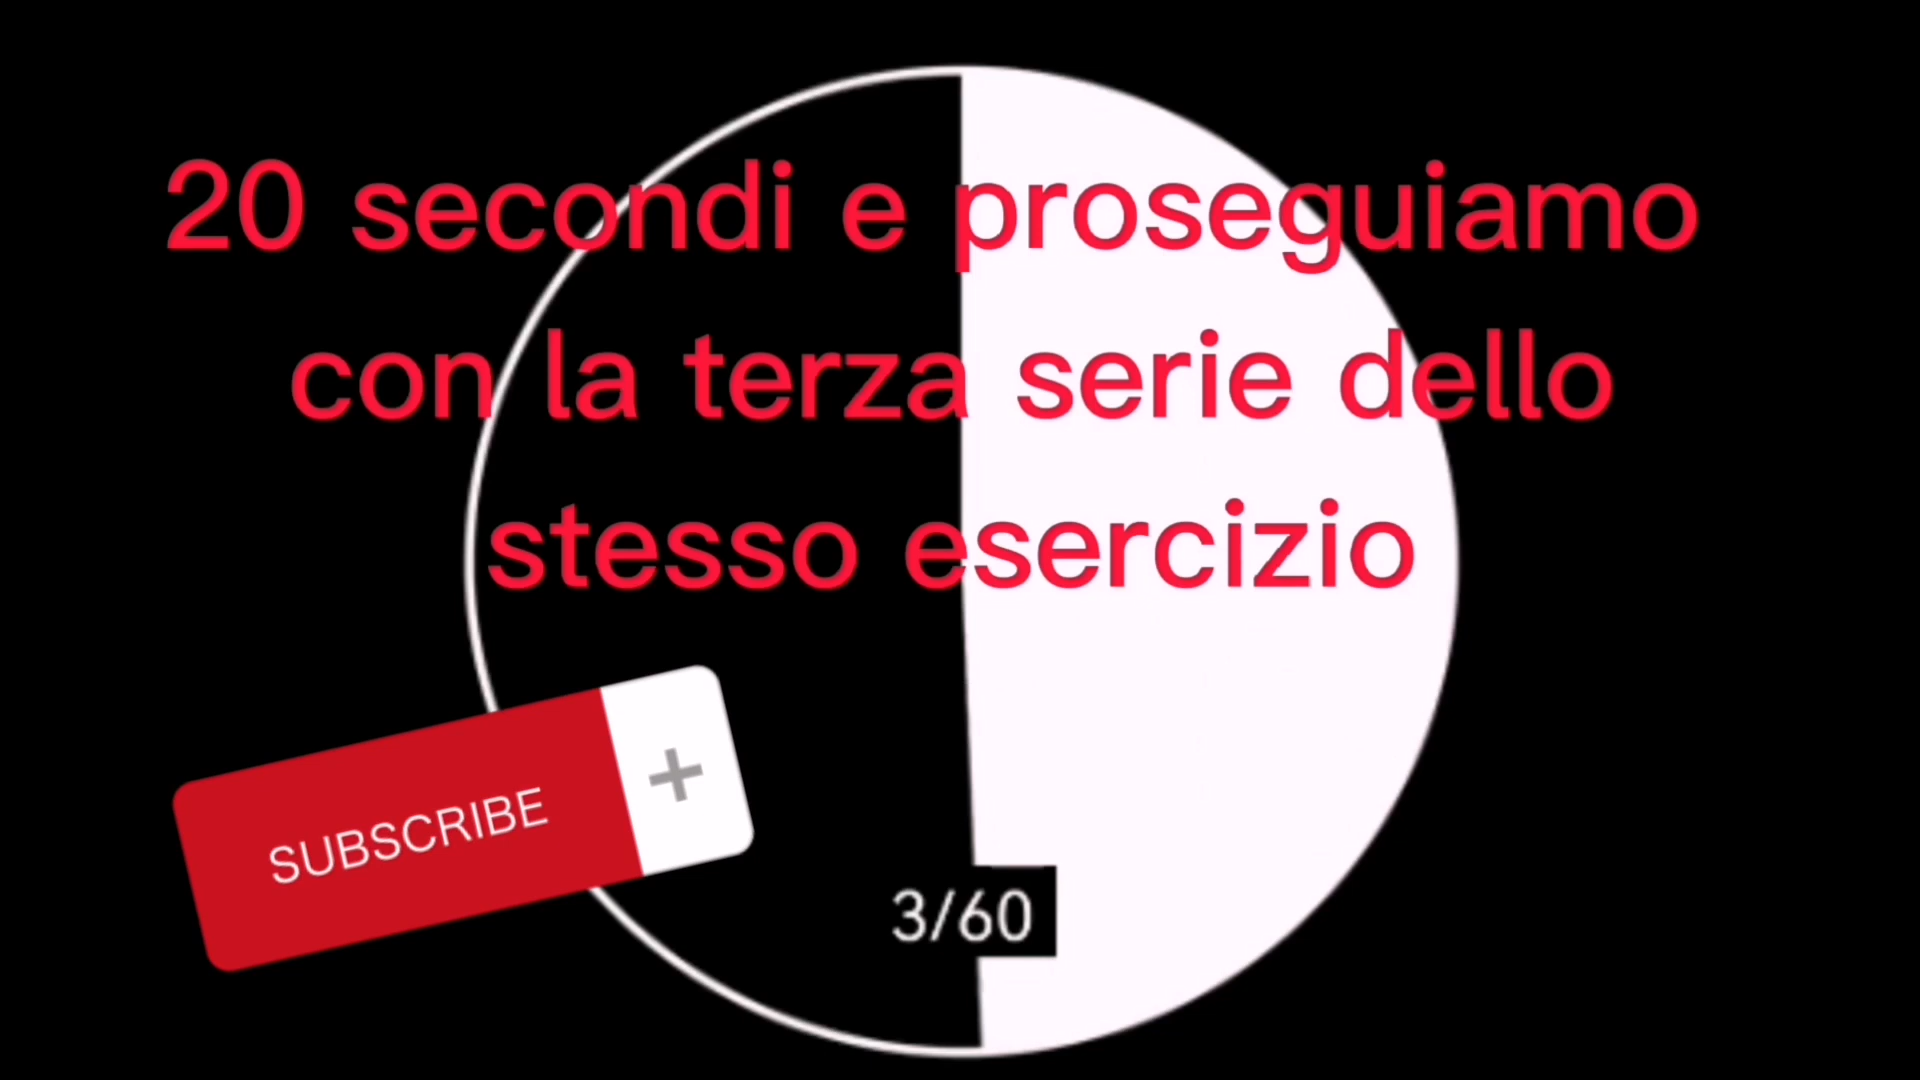 20 secondi e proseguiamo
con la terza serie dello
stesso esercizio
SUBSCRIBE +
3/60